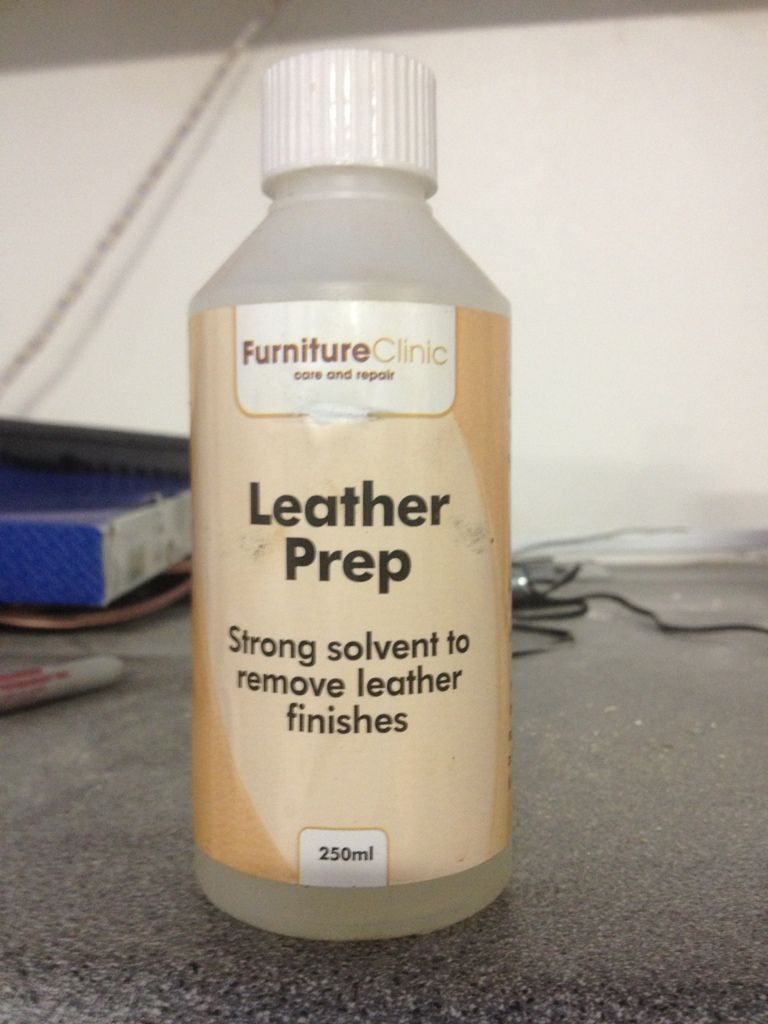 FurnitureClinic
care and repair
Leather
Prep
Strong solvent to
remove leather
finishes
250ml